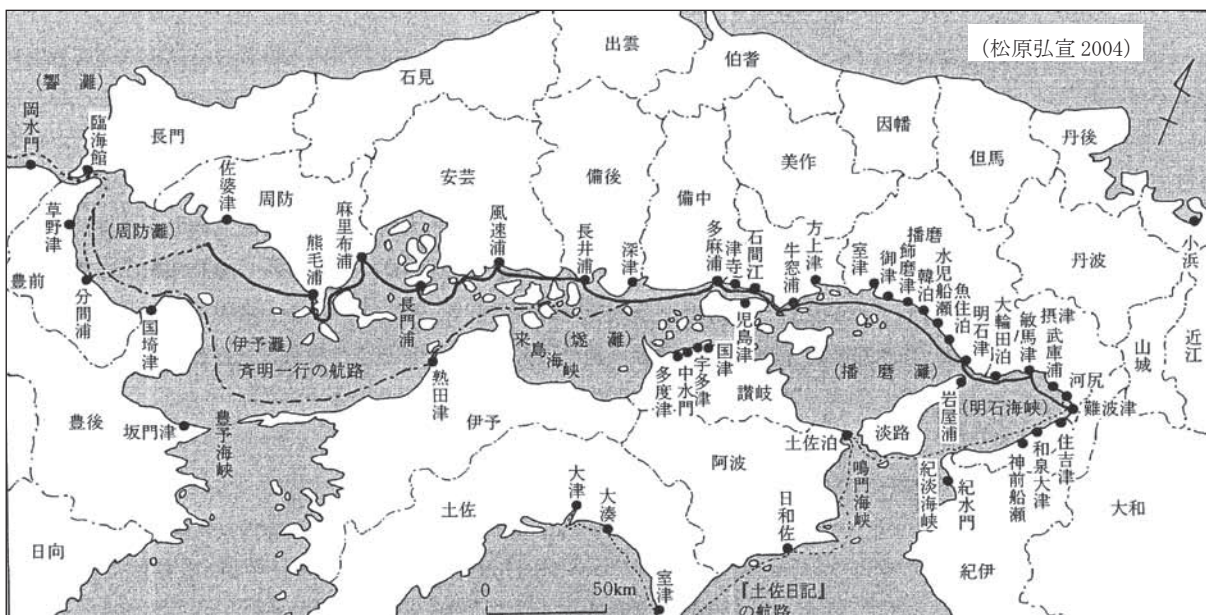 (松原弘宣 2004)
出雲
伯耆
石見
因幡
丹後
(響灘)
岡水門
臨海館
長門
佐婆津
周防
安芸
備後
備中
美作
但馬
小浜
丹波
近江
山城
草野津
(周防灘)
豊前
分間浦
国埼津
熊毛浦
麻里布浦
長門浦
風速浦
長井浦
深津
多麻浦
津寺
石間江
児島津
牛窓浦
方上津
室津
御津
播磨
飾磨津
韓泊
水児船瀬
魚住泊
明石津
大輪田泊
敏馬津
摂津
武庫浦
河尻
難波津
住吉津
和泉大津
神前船瀬
紀水門
(伊予灘)
斉明一行の航路
熟田津
来島海峡
(燧灘)
多度津
中水門
宇多津
国津
讃岐
(播磨灘)
岩屋浦
(明石海峡)
淡路
土佐泊
鳴門海峡
紀淡海峡
豊後
坂門津
豊予海峡
伊予
阿波
大和
土佐
大津
大湊
日和佐
室津
紀伊
日向
0
50km
『土佐日記』
の航路